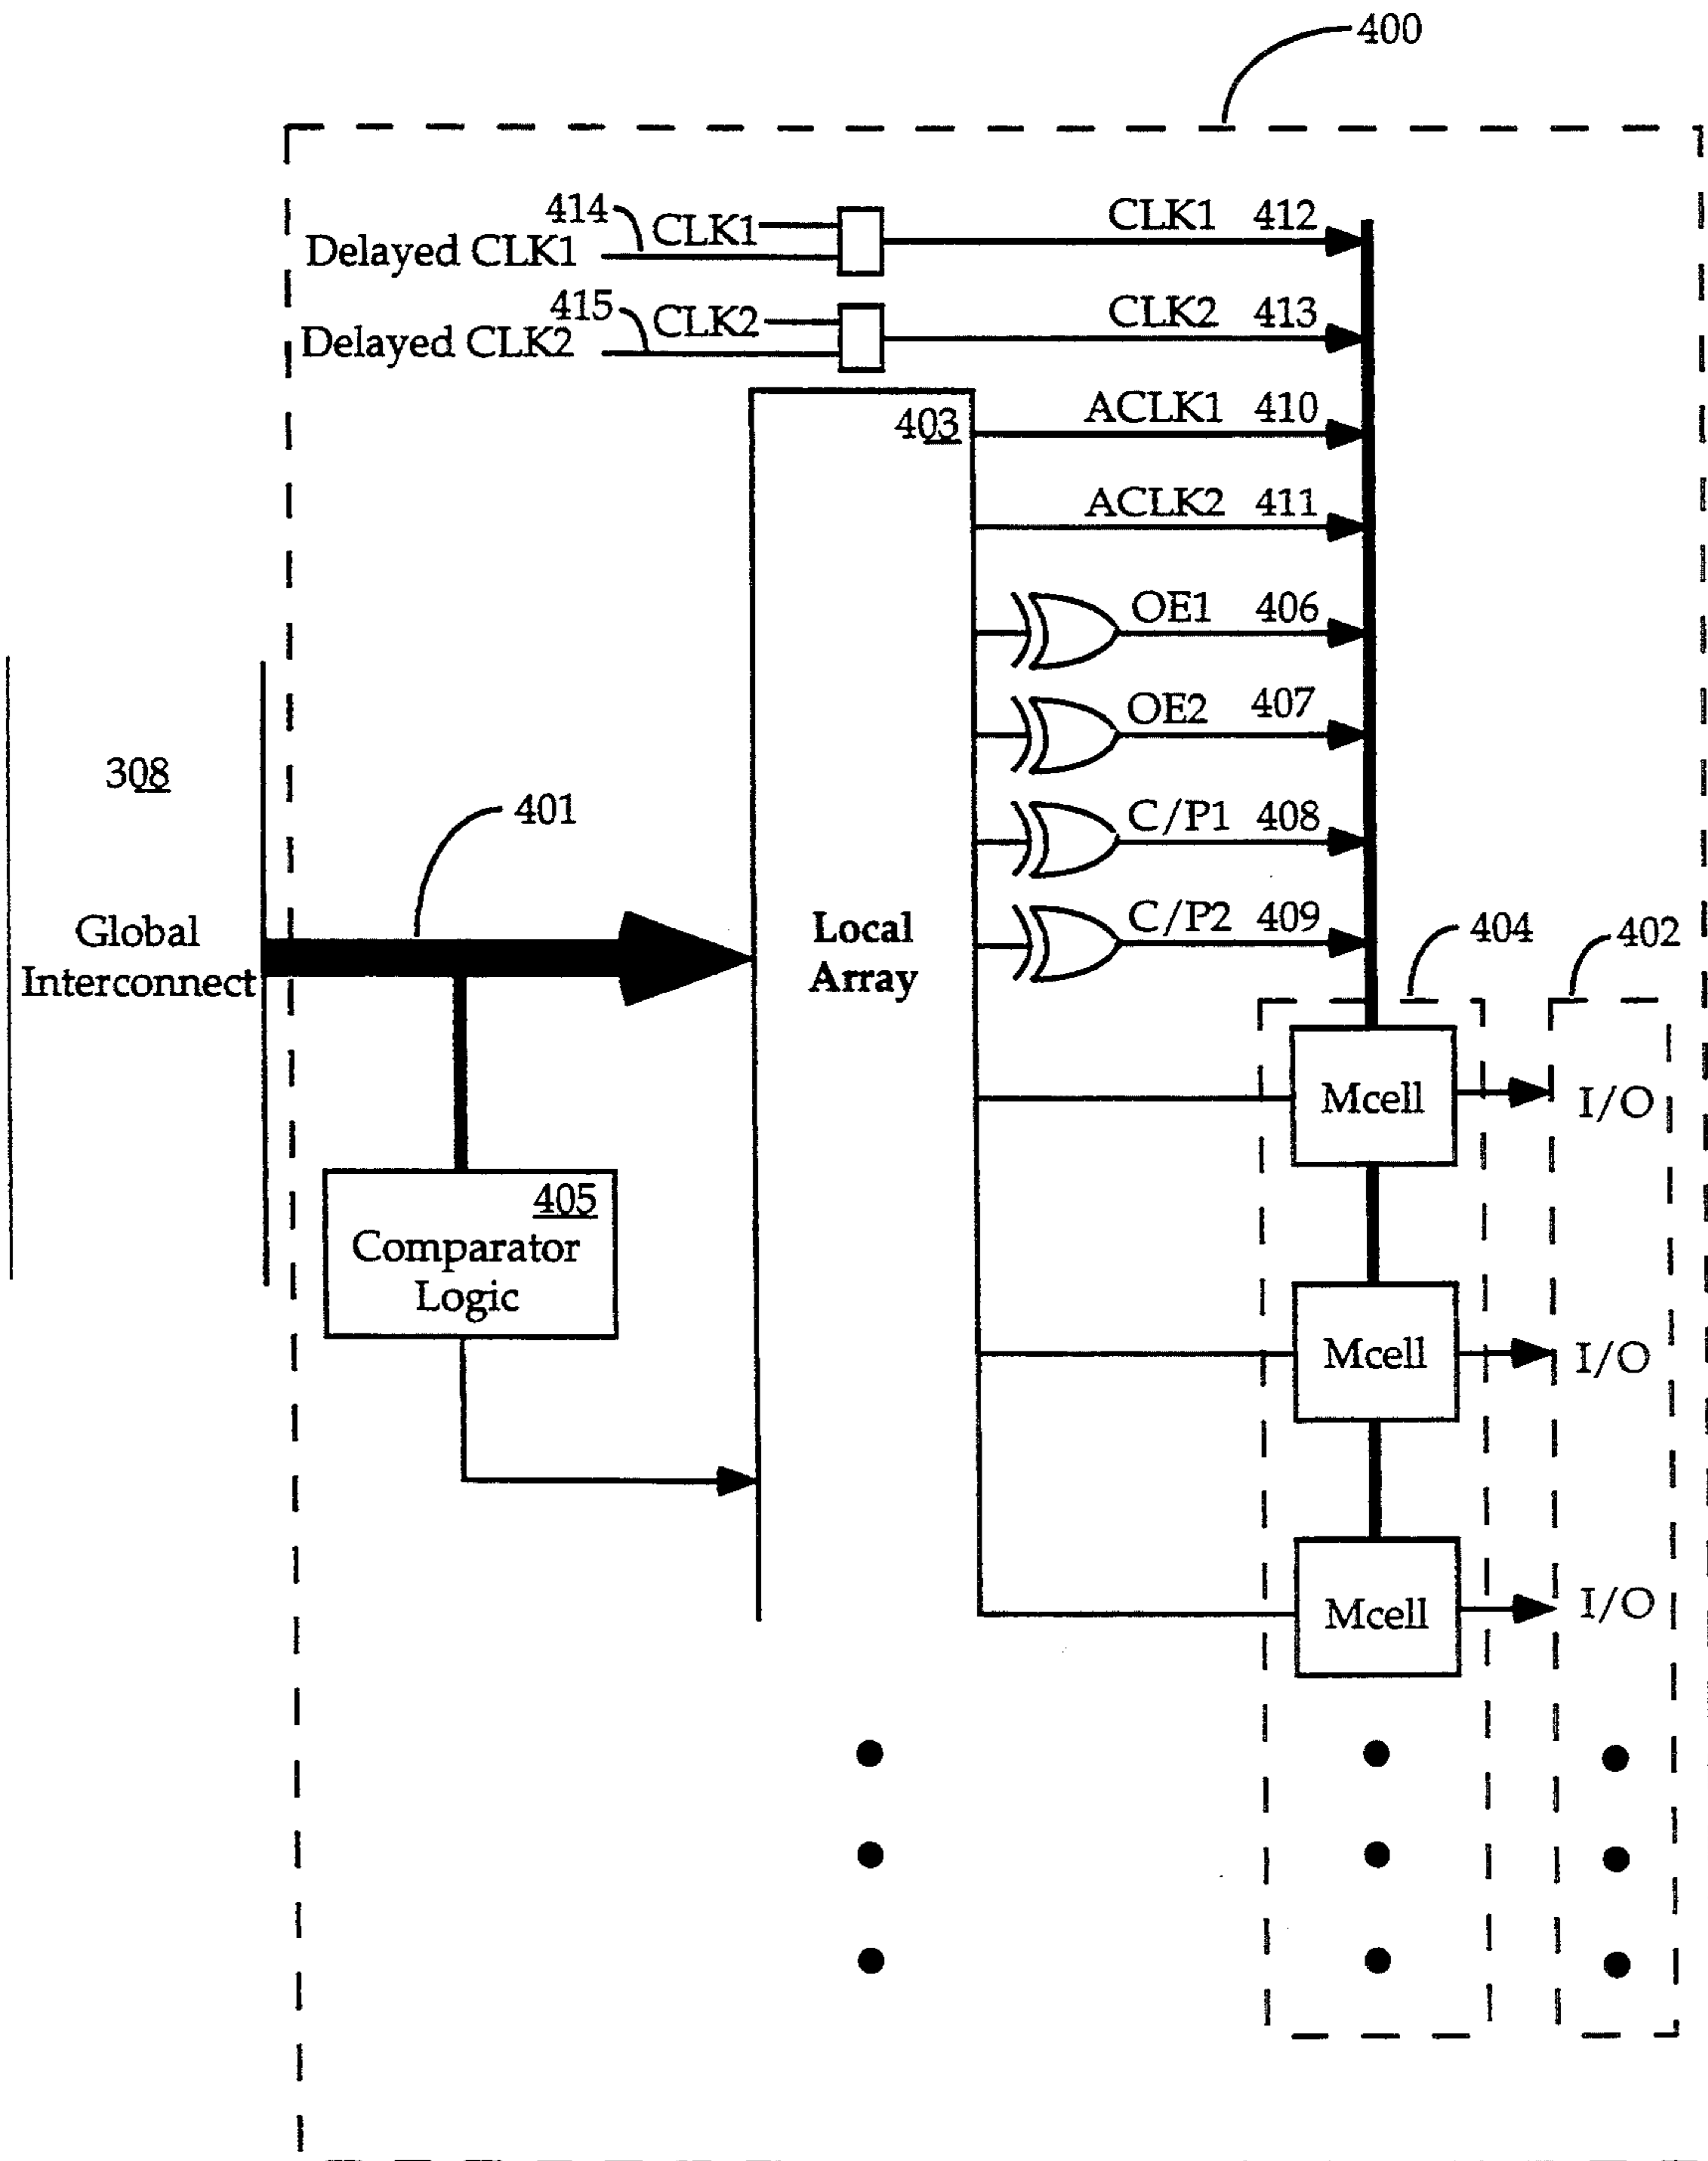 400
414
CLK1
Delayed CLK1
CLK1 412
415
CLK2
Delayed CLK2
CLK2 413
403
ACLK1 410
ACLK2 411
OE1 406
OE2 407
308
401
C/P1 408
C/P2 409
404
402
Global
Interconnect
Local
Array
Mcell
I/O
405
Comparator
Logic
Mcell
I/O
Mcell
I/O